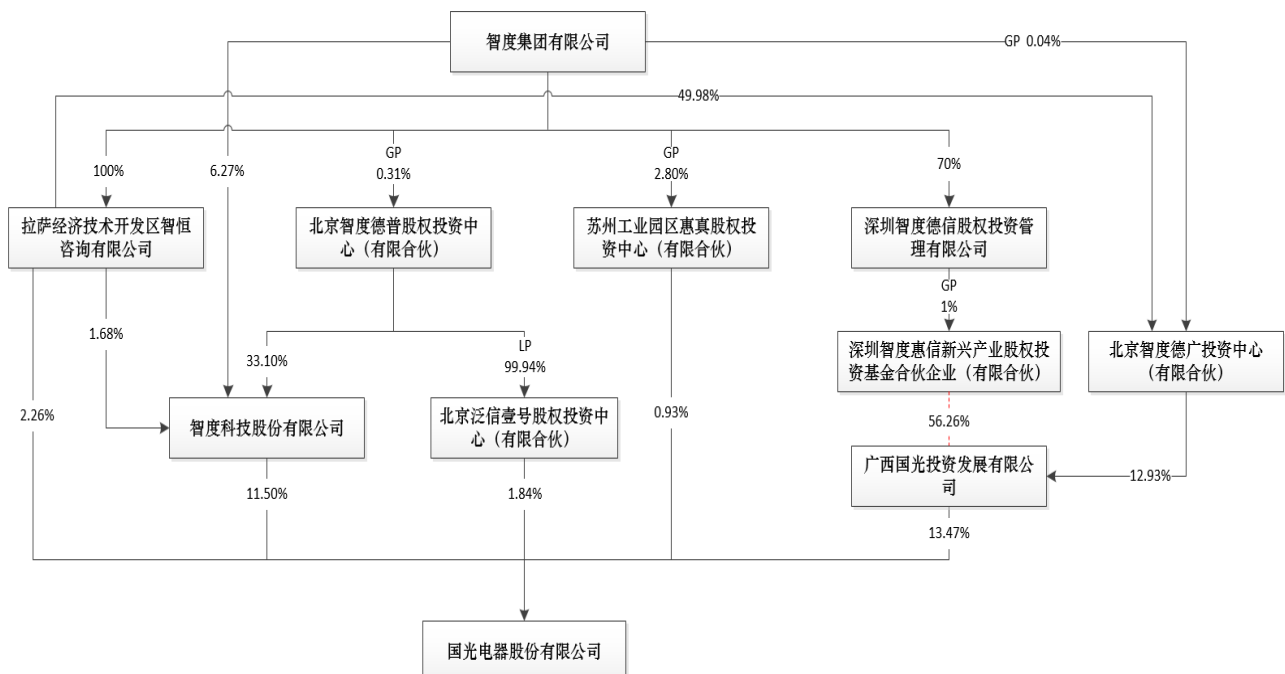 智度集团有限公司
GP 0.04%
49.98%
100%
6.27%
GP
0.31%
GP
2.80%
70%
拉萨经济技术开发区智恒
咨询有限公司
北京智度德普股权投资中
心（有限合伙）
苏州工业园区惠真股权投
资中心（有限合伙）
深圳智度德信股权投资管
理有限公司
GP
1%
1.68%
33.10%
LP
99.94%
深圳智度惠信新兴产业股权投
资基金合伙企业（有限合伙）
北京智度德广投资中心
（有限合伙）
2.26%
智度科技股份有限公司
北京泛信壹号股权投资中
心（有限合伙）
0.93%
56.26%
广西国光投资发展有限公
司
12.93%
11.50%
1.84%
13.47%
国光电器股份有限公司